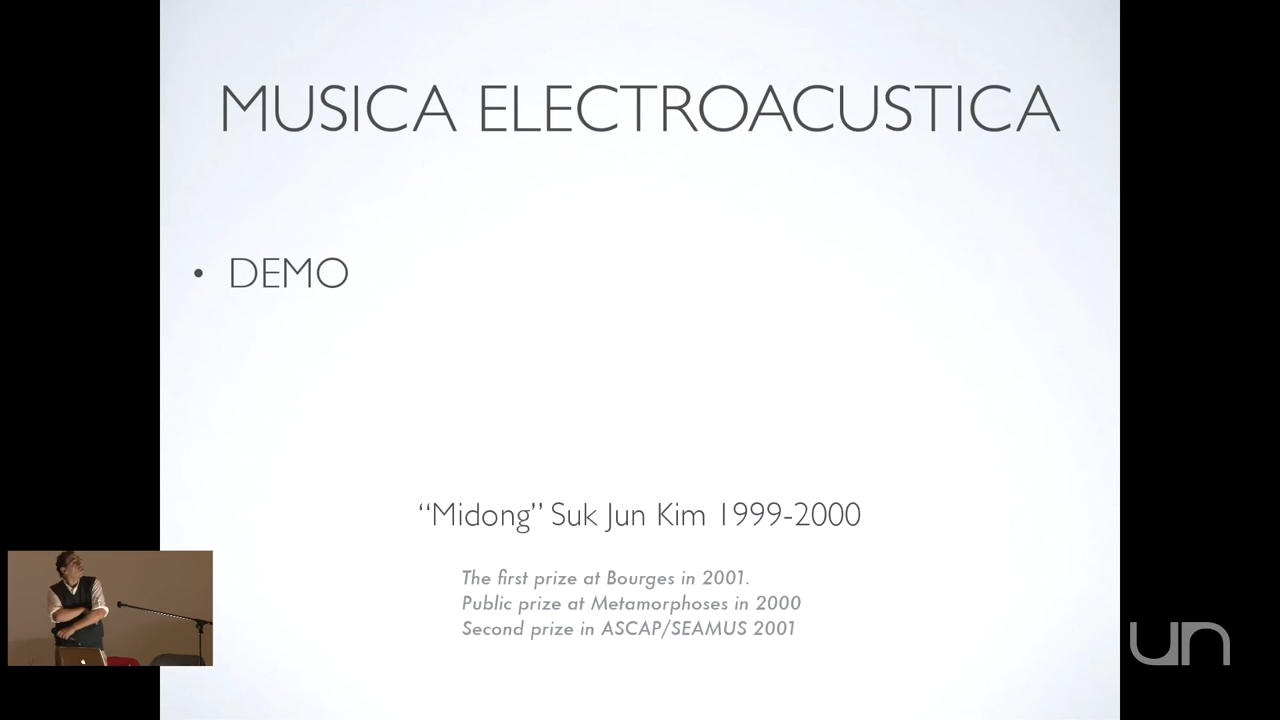 MUSICA ELECTROACUSTICA
• DEMO
“Midong” Suk Jun Kim 1999-2000
The first prize at Bourges in 2001.
Public prize at Metamorphoses in 2000
Second prize in ASCAP/SEAMUS 2001
un